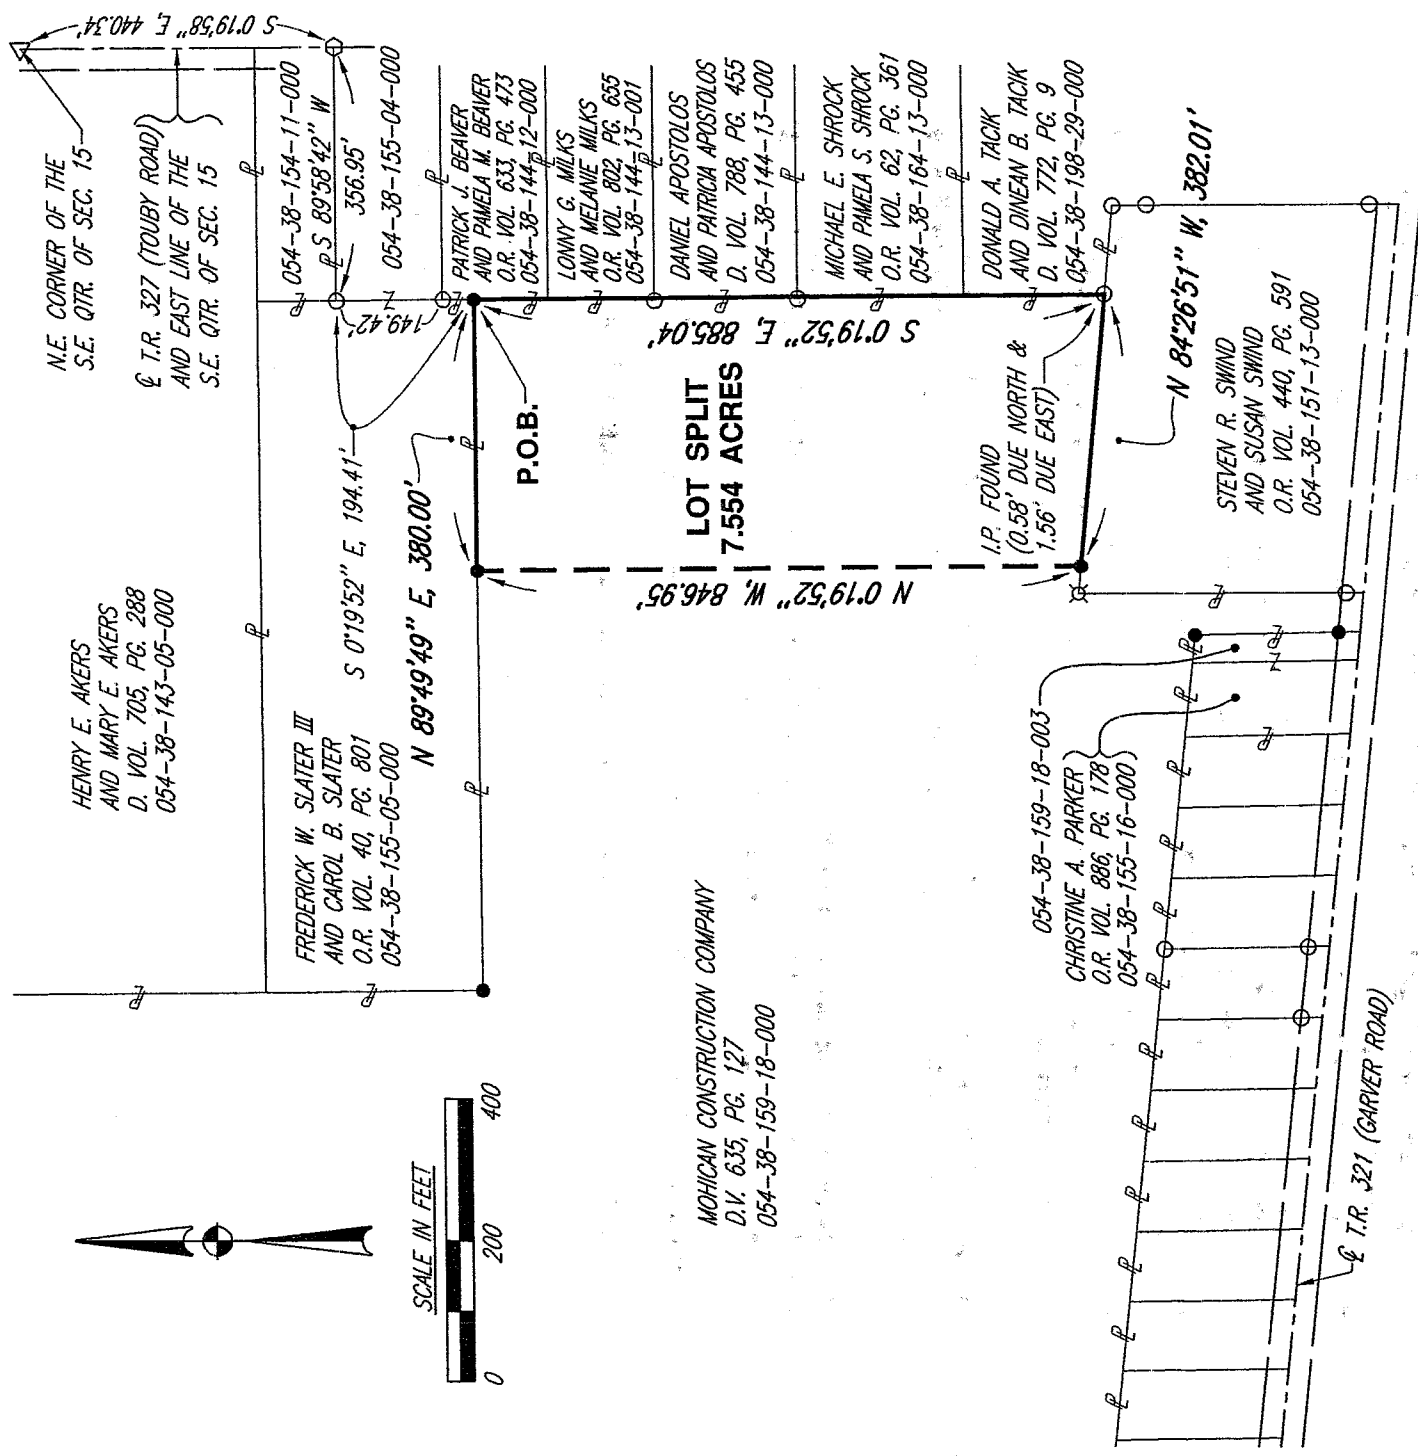 N.E. CORNER OF THE
S.E. QTR. OF SEC. 15
℄ T.R. 327 (TOUBY ROAD)
AND EAST LINE OF THE
S.E. QTR. OF SEC. 15
S 0°19'58" E, 440.34'
054-38-154-11-000
S 89°58'42" W
356.95'
054-38-155-04-000
149.42'
PATRICK J. BEAVER
AND PAMELA M. BEAVER
O.R. VOL. 633, PG. 473
054-38-144-12-000
LONNY G. MILKS
AND MELANIE MILKS
O.R. VOL. 802, PG. 655
054-38-144-13-001
DANIEL APOSTOLOS
AND PATRICIA APOSTOLOS
D. VOL. 788, PG. 455
054-38-144-13-000
MICHAEL E. SHROCK
AND PAMELA S. SHROCK
O.R. VOL. 62, PG. 361
054-38-164-13-000
DONALD A. TACIK
AND DINEAN B. TACIK
D. VOL. 772, PG. 9
054-38-198-29-000
HENRY E. AKERS
AND MARY E. AKERS
D. VOL. 705, PG. 288
054-38-143-05-000
FREDERICK W. SLATER III
AND CAROL B. SLATER
O.R. VOL. 40, PG. 801
054-38-155-05-000
S 0°19'52" E, 194.41'
N 89°49'49" E, 380.00'
P.O.B.
S 0°19'52" E, 885.04'
LOT SPLIT
7.554 ACRES
N 0°19'52" W, 846.95'
I.P. FOUND
(0.58' DUE NORTH &
1.56' DUE EAST)
N 84°26'51" W, 382.01'
STEVEN R. SWIND
AND SUSAN SWIND
O.R. VOL. 440, PG. 591
054-38-151-13-000
MOHICAN CONSTRUCTION COMPANY
D.V. 635, PG. 127
054-38-159-18-000
054-38-159-18-003
CHRISTINE A. PARKER
O.R. VOL. 886, PG. 178
054-38-155-16-000
℄ T.R. 321 (GARVER ROAD)
SCALE IN FEET
0 200 400